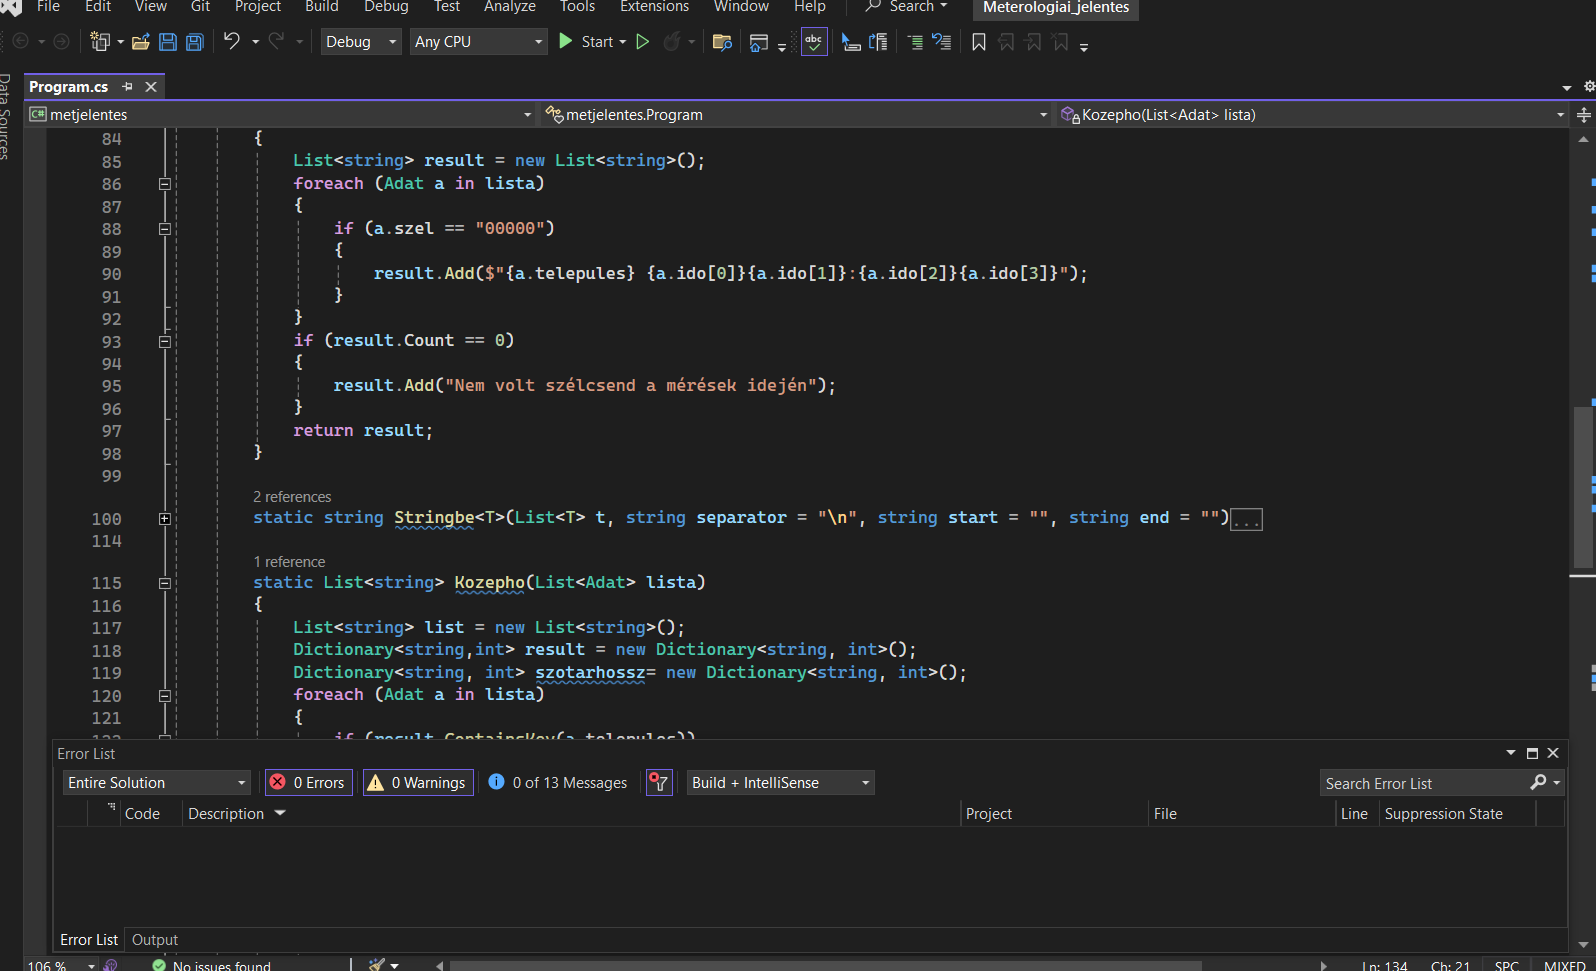 File Edit View Git Project Build Debug Test Analyze Tools Extensions Window Help Search Meterologiai_jelentes
Debug Any CPU Start
Data Sources
Program.cs
C# metjelentes metjelentes.Program Kozepho(List<Adat> lista)
84 {
85 List<string> result = new List<string>();
86 foreach (Adat a in lista)
87 {
88 if (a.szel == "00000")
89 {
90 result.Add($"{a.telepules} {a.ido[0]}{a.ido[1]}:{a.ido[2]}{a.ido[3]}");
91 }
92 }
93 if (result.Count == 0)
94 {
95 result.Add("Nem volt szélcsend a mérések idején");
96 }
97 return result;
98 }
99
2 references
100 static string Stringbe<T>(List<T> t, string separator = "\n", string start = "", string end = "")...
114
1 reference
115 static List<string> Kozepho(List<Adat> lista)
116 {
117 List<string> list = new List<string>();
118 Dictionary<string,int> result = new Dictionary<string, int>();
119 Dictionary<string, int> szotarhossz= new Dictionary<string, int>();
120 foreach (Adat a in lista)
121 {
122 if (result.ContainsKey(a.telepules))
Error List
Entire Solution 0 Errors 0 Warnings 0 of 13 Messages Build + IntelliSense Search Error List
Code Description Project File Line Suppression State
Error List Output
106 % No issues found Ln: 134 Ch: 21 SPC MIXED